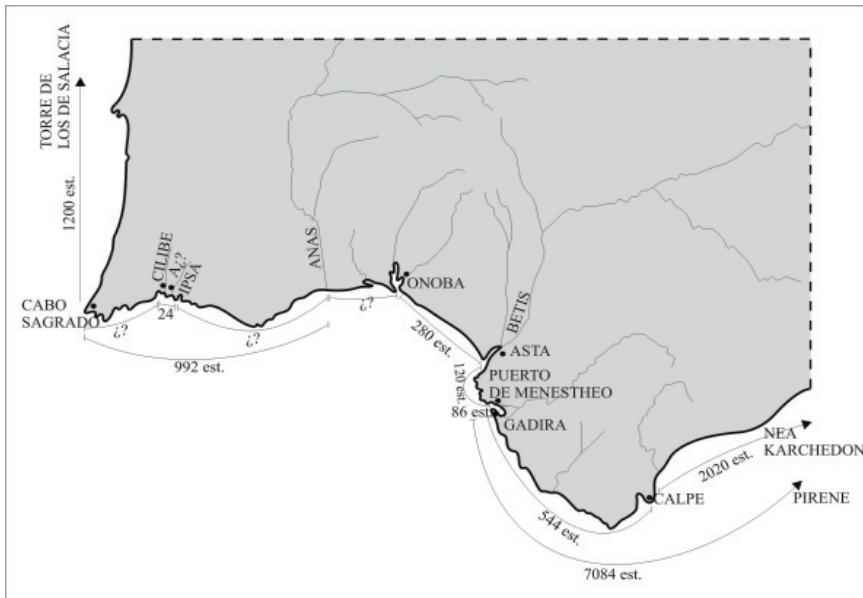 TORRE DE
LOS DE SALACIA
1200 est.
CILIBE
A¿?
IPSA
ANAS
ONOBA
CABO
SAGRADO
¿?
24
¿?
¿?
992 est.
280 est.
BETIS
ASTA
120 est.
PUERTO
DE MENESTHEO
86 est.
GADIRA
NEA
KARCHEDON
2020 est.
CALPE
PIRENE
544 est.
7084 est.